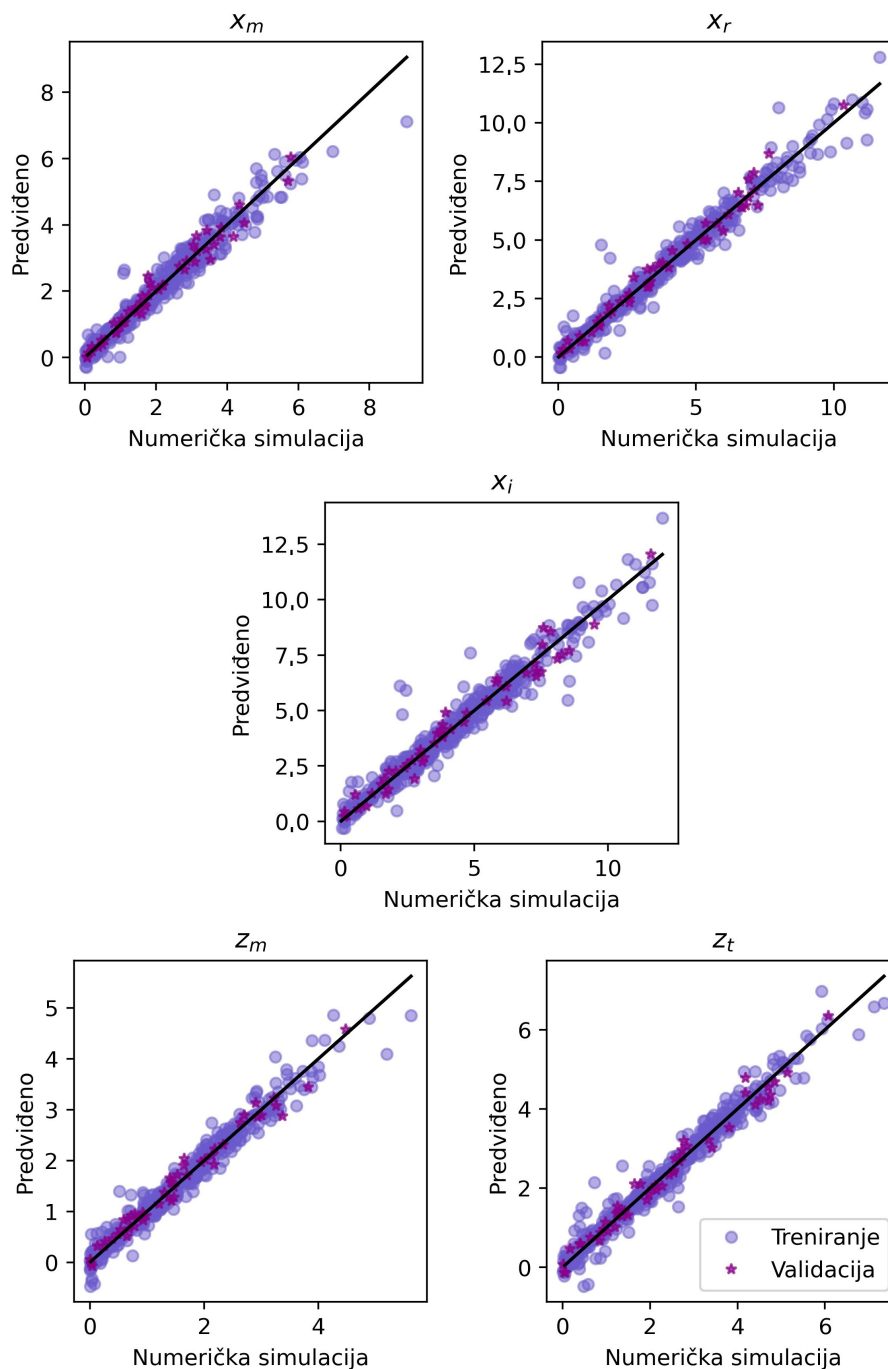 x_m
8
6
4
2
0
0 2 4 6 8
Predviđeno
Numerička simulacija
x_r
12,5
10,0
7,5
5,0
2,5
0,0
0 5 10
Predviđeno
Numerička simulacija
x_i
12,5
10,0
7,5
5,0
2,5
0,0
0 5 10
Predviđeno
Numerička simulacija
z_m
5
4
3
2
1
0
0 2 4
Predviđeno
Numerička simulacija
z_t
6
4
2
0
0 2 4 6
Predviđeno
Numerička simulacija
Treniranje
Validacija